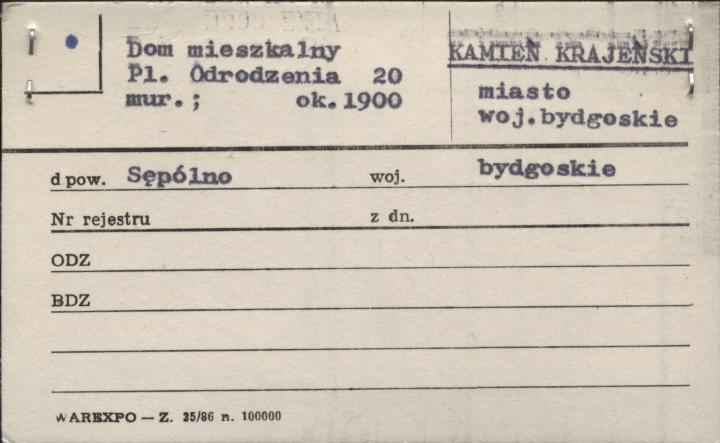 Dom mieszkalny
Pl. Odrodzenia 20
mur.; ok. 1900
KAMIEŃ KRAJEŃSKI
miasto
woj. bydgoskie
d pow. Sępólno woj. bydgoskie
Nr rejestru z dn.
ODZ
BDZ
WAREXPO — Z. 35/86 n. 100000